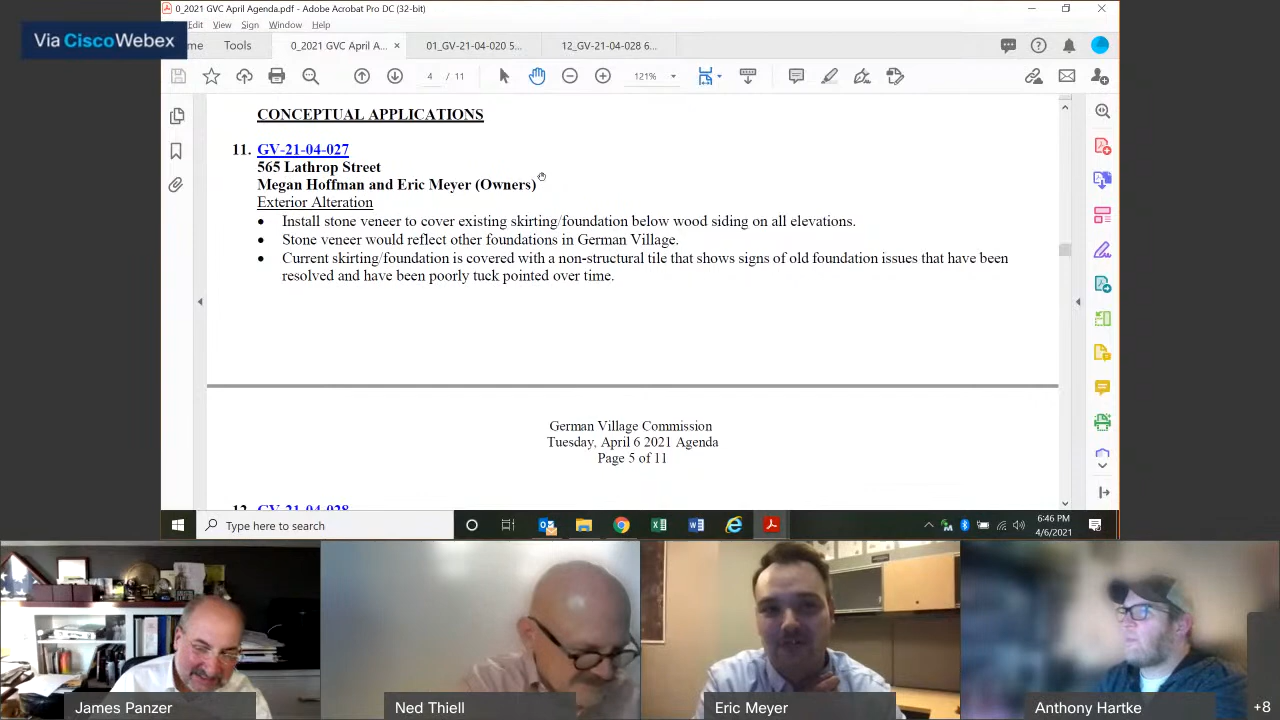 0_2021 GVC April Agenda.pdf - Adobe Acrobat Pro DC (32-bit)
Via CiscoWebex
Edit View Sign Window Help
me Tools 0_2021 GVC April A... × 01_GV-21-04-020 5... 12_GV-21-04-028 6...
4 / 11 121%
CONCEPTUAL APPLICATIONS
11. GV-21-04-027
565 Lathrop Street
Megan Hoffman and Eric Meyer (Owners)
Exterior Alteration
• Install stone veneer to cover existing skirting/foundation below wood siding on all elevations.
• Stone veneer would reflect other foundations in German Village.
• Current skirting/foundation is covered with a non-structural tile that shows signs of old foundation issues that have been
resolved and have been poorly tuck pointed over time.
German Village Commission
Tuesday, April 6 2021 Agenda
Page 5 of 11
12. GV-21-04-028
Type here to search
6:46 PM
4/6/2021
James Panzer
Ned Thiell
Eric Meyer
Anthony Hartke
+8